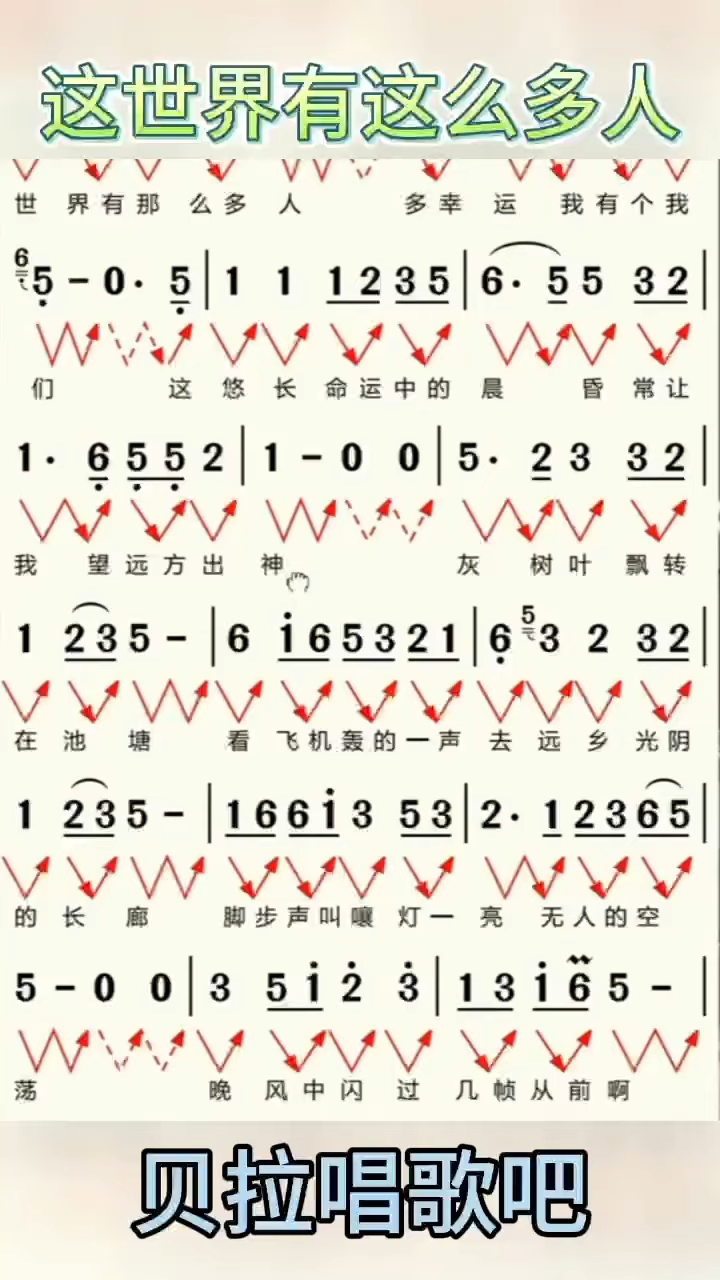 这世界有这么多人
世 界有那 么多 人 多幸 运 我有个我
6 5 - 0· 5 | 1 1 1 2 3 5 | 6· 5 5 3 2 |
们 这 悠 长 命运中的 晨 昏 常让
1· 6 5 5 2 | 1 - 0 0 | 5· 2 3 3 2 |
我 望远方出 神 灰 树叶 飘转
1 2 3 5 - | 6 1 6 5 3 2 1 | 6 5 3 2 3 2 |
在 池 塘 看 飞机轰的一声 去 远 乡 光阴
1 2 3 5 - | 1 6 6 1 3 5 3 | 2· 1 2 3 6 5 |
的 长 廊 脚步声叫嚷 灯一 亮 无人的空
5 - 0 0 | 3 5 1 2 3 | 1 3 1 6 5 - |
荡 晚 风中闪 过 几帧从前啊
贝拉唱歌吧